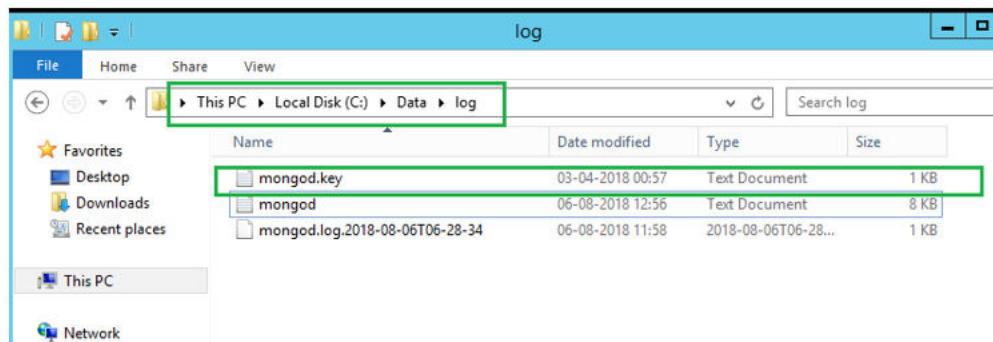 log
File Home Share View
This PC Local Disk (C:) Data log Search log
Name Date modified Type Size
Favorites
Desktop
Downloads
Recent places
This PC
Network
mongod.key 03-04-2018 00:57 Text Document 1 KB
mongod 06-08-2018 12:56 Text Document 8 KB
mongod.log.2018-08-06T06-28-34 06-08-2018 11:58 2018-08-06T06-28... 1 KB